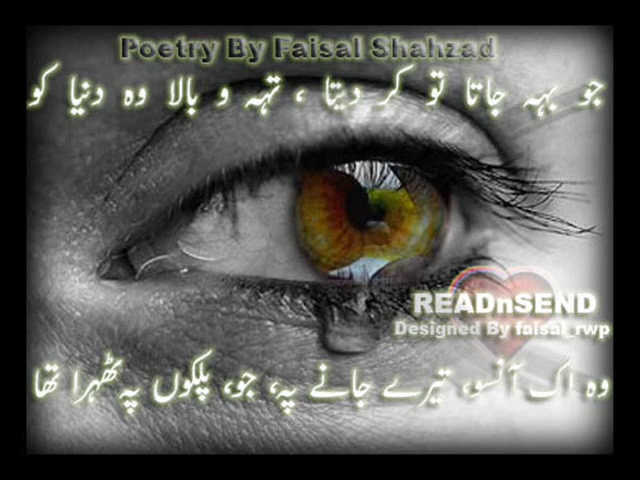 Poetry By Faisal Shahzad
جو بہہ جاتا تو کر دیتا ، تہہ و بالا وہ دنیا کو
READnSEND
Designed By faisal_rwp
وہ اک آنسو، تیرے جانے پہ، جو، پلکوں پہ ٹھہرا تھا